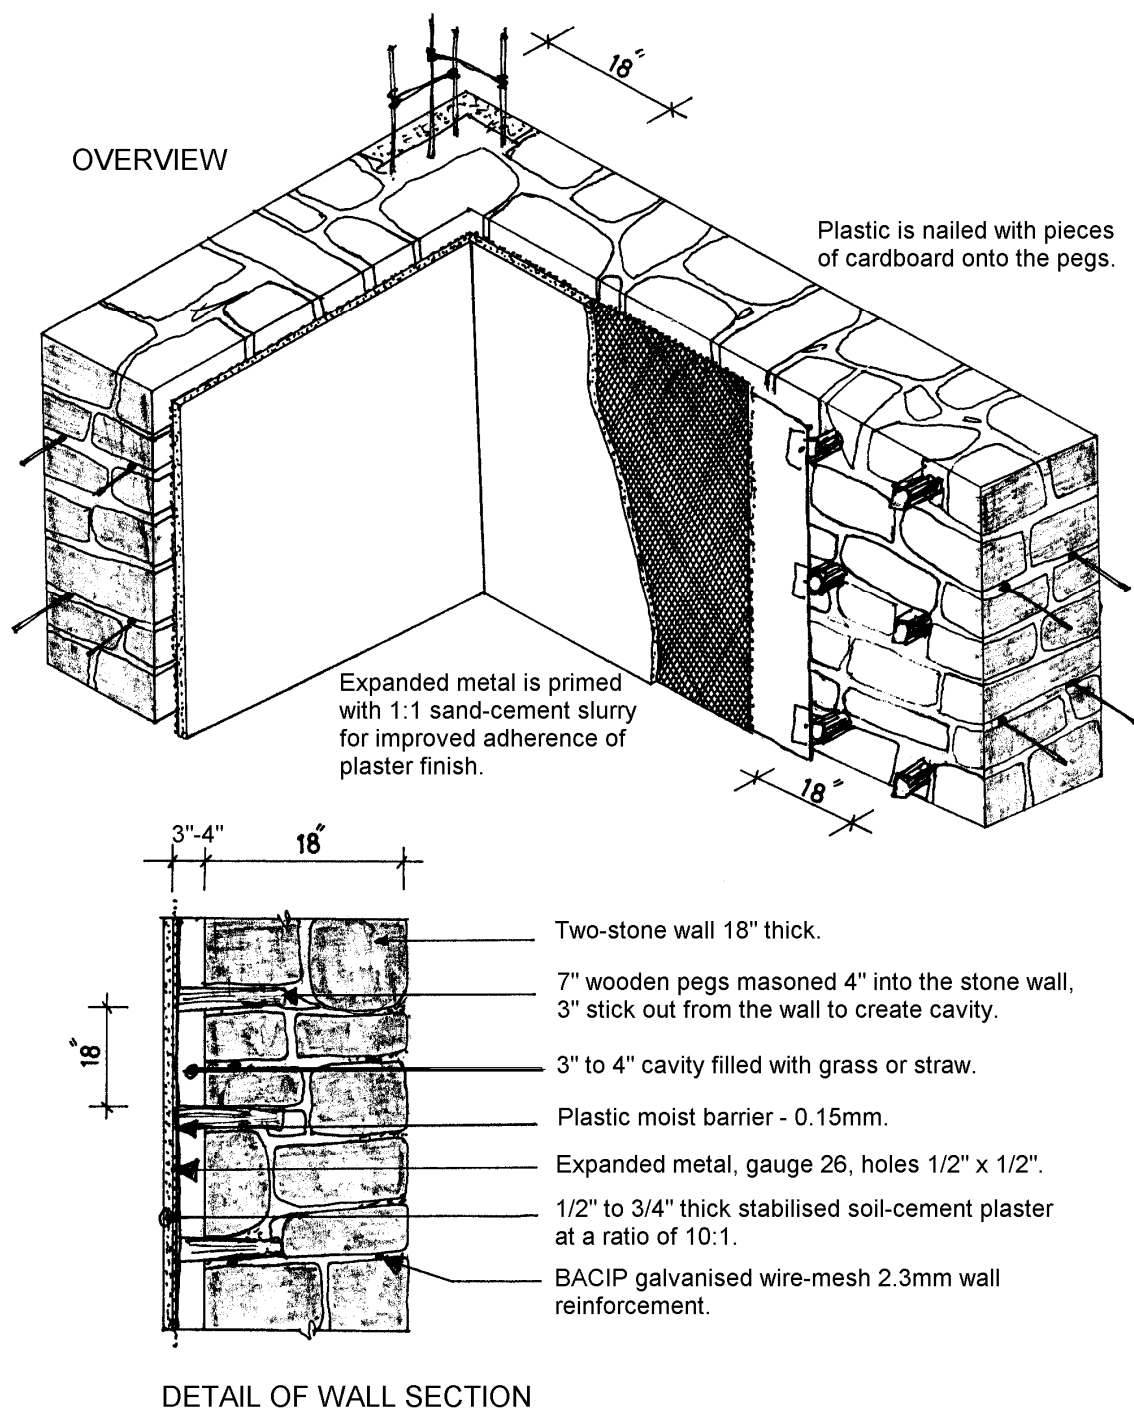 18"
OVERVIEW
Plastic is nailed with pieces
of cardboard onto the pegs.
Expanded metal is primed
with 1:1 sand-cement slurry
for improved adherence of
plaster finish.
18"
3"-4"
18"
Two-stone wall 18" thick.
7" wooden pegs masoned 4" into the stone wall,
3" stick out from the wall to create cavity.
18"
3" to 4" cavity filled with grass or straw.
Plastic moist barrier - 0.15mm.
Expanded metal, gauge 26, holes 1/2" x 1/2".
1/2" to 3/4" thick stabilised soil-cement plaster
at a ratio of 10:1.
BACIP galvanised wire-mesh 2.3mm wall
reinforcement.
DETAIL OF WALL SECTION